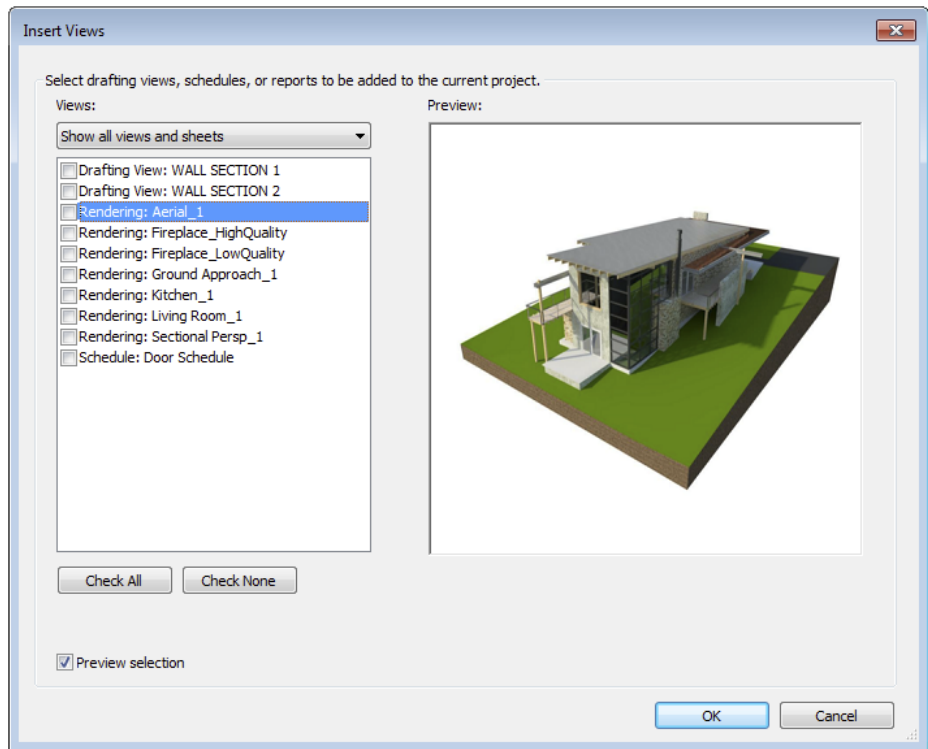 Insert Views
Select drafting views, schedules, or reports to be added to the current project.
Views:
Show all views and sheets
Drafting View: WALL SECTION 1
Drafting View: WALL SECTION 2
Rendering: Aerial_1
Rendering: Fireplace_HighQuality
Rendering: Fireplace_LowQuality
Rendering: Ground Approach_1
Rendering: Kitchen_1
Rendering: Living Room_1
Rendering: Sectional Persp_1
Schedule: Door Schedule
Check All
Check None
Preview selection
Preview:
OK
Cancel